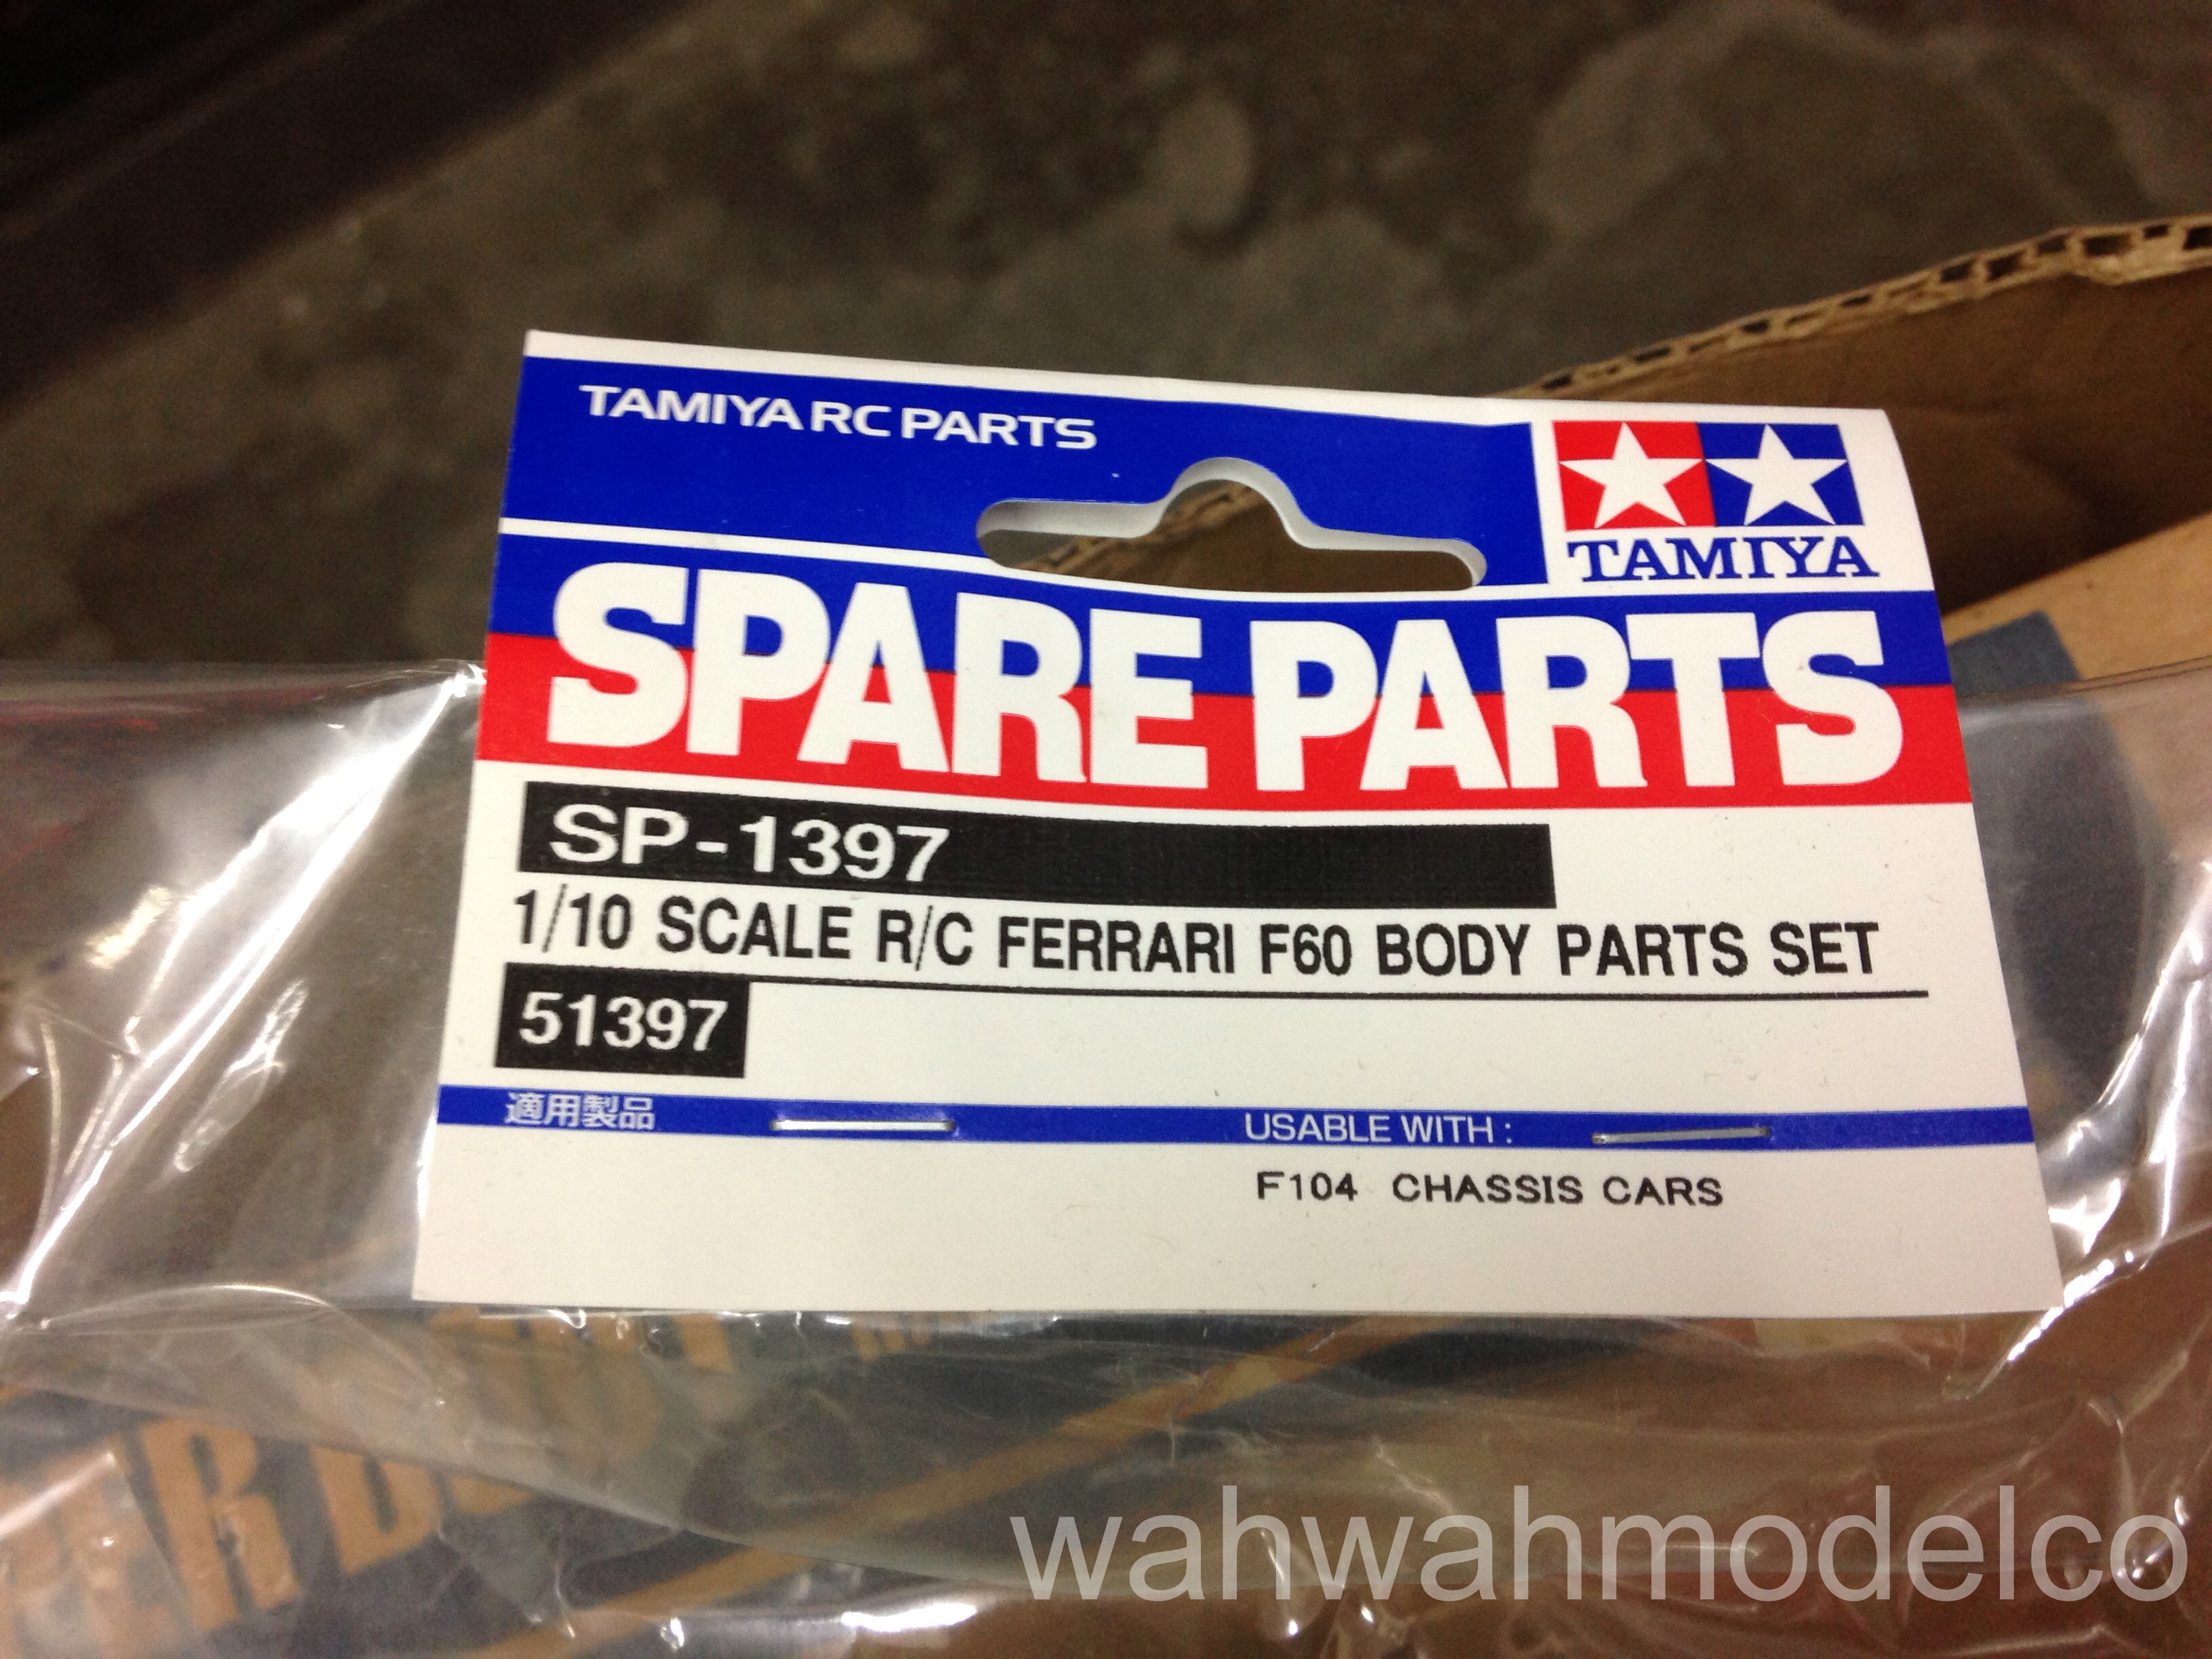 TAMIYA RC PARTS
TAMIYA
SPARE PARTS
SP-1397
1/10 SCALE R/C FERRARI F60 BODY PARTS SET
51397
適用製品
USABLE WITH :
F104 CHASSIS CARS
wahwahmodelco